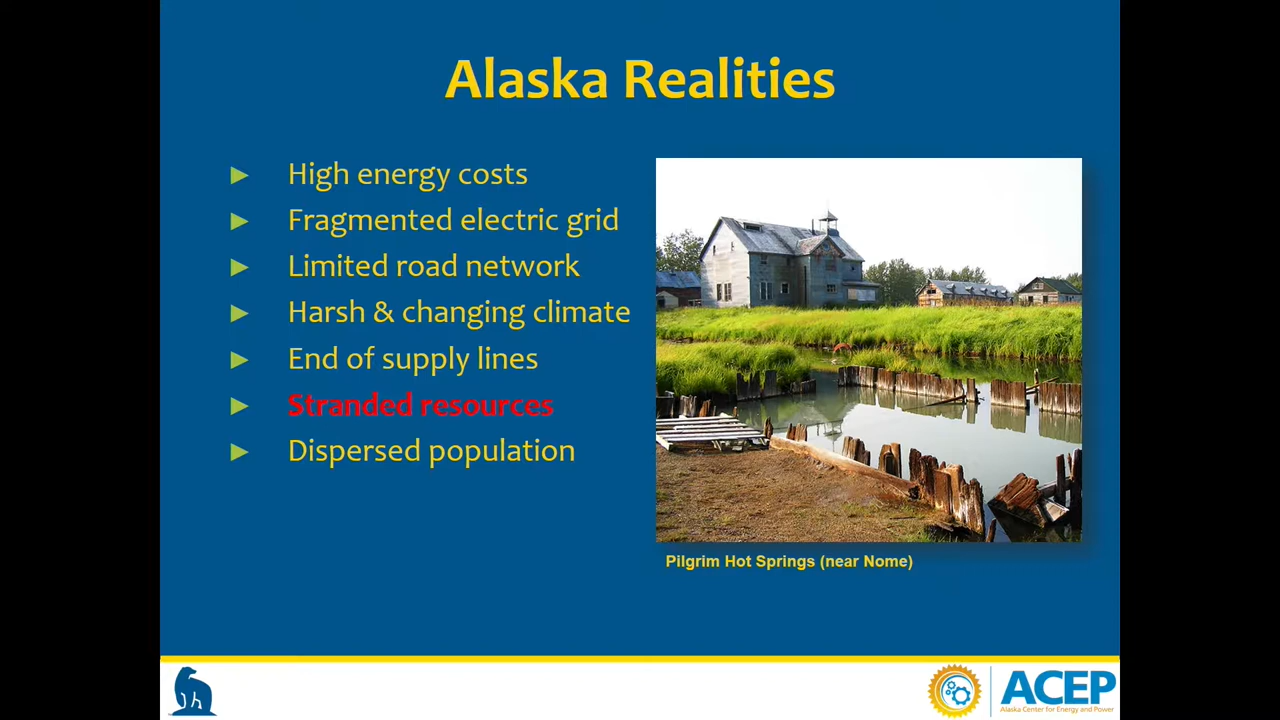 Alaska Realities
► High energy costs
► Fragmented electric grid
► Limited road network
► Harsh & changing climate
► End of supply lines
► Stranded resources
► Dispersed population
Pilgrim Hot Springs (near Nome)
ACEP
Alaska Center for Energy and Power